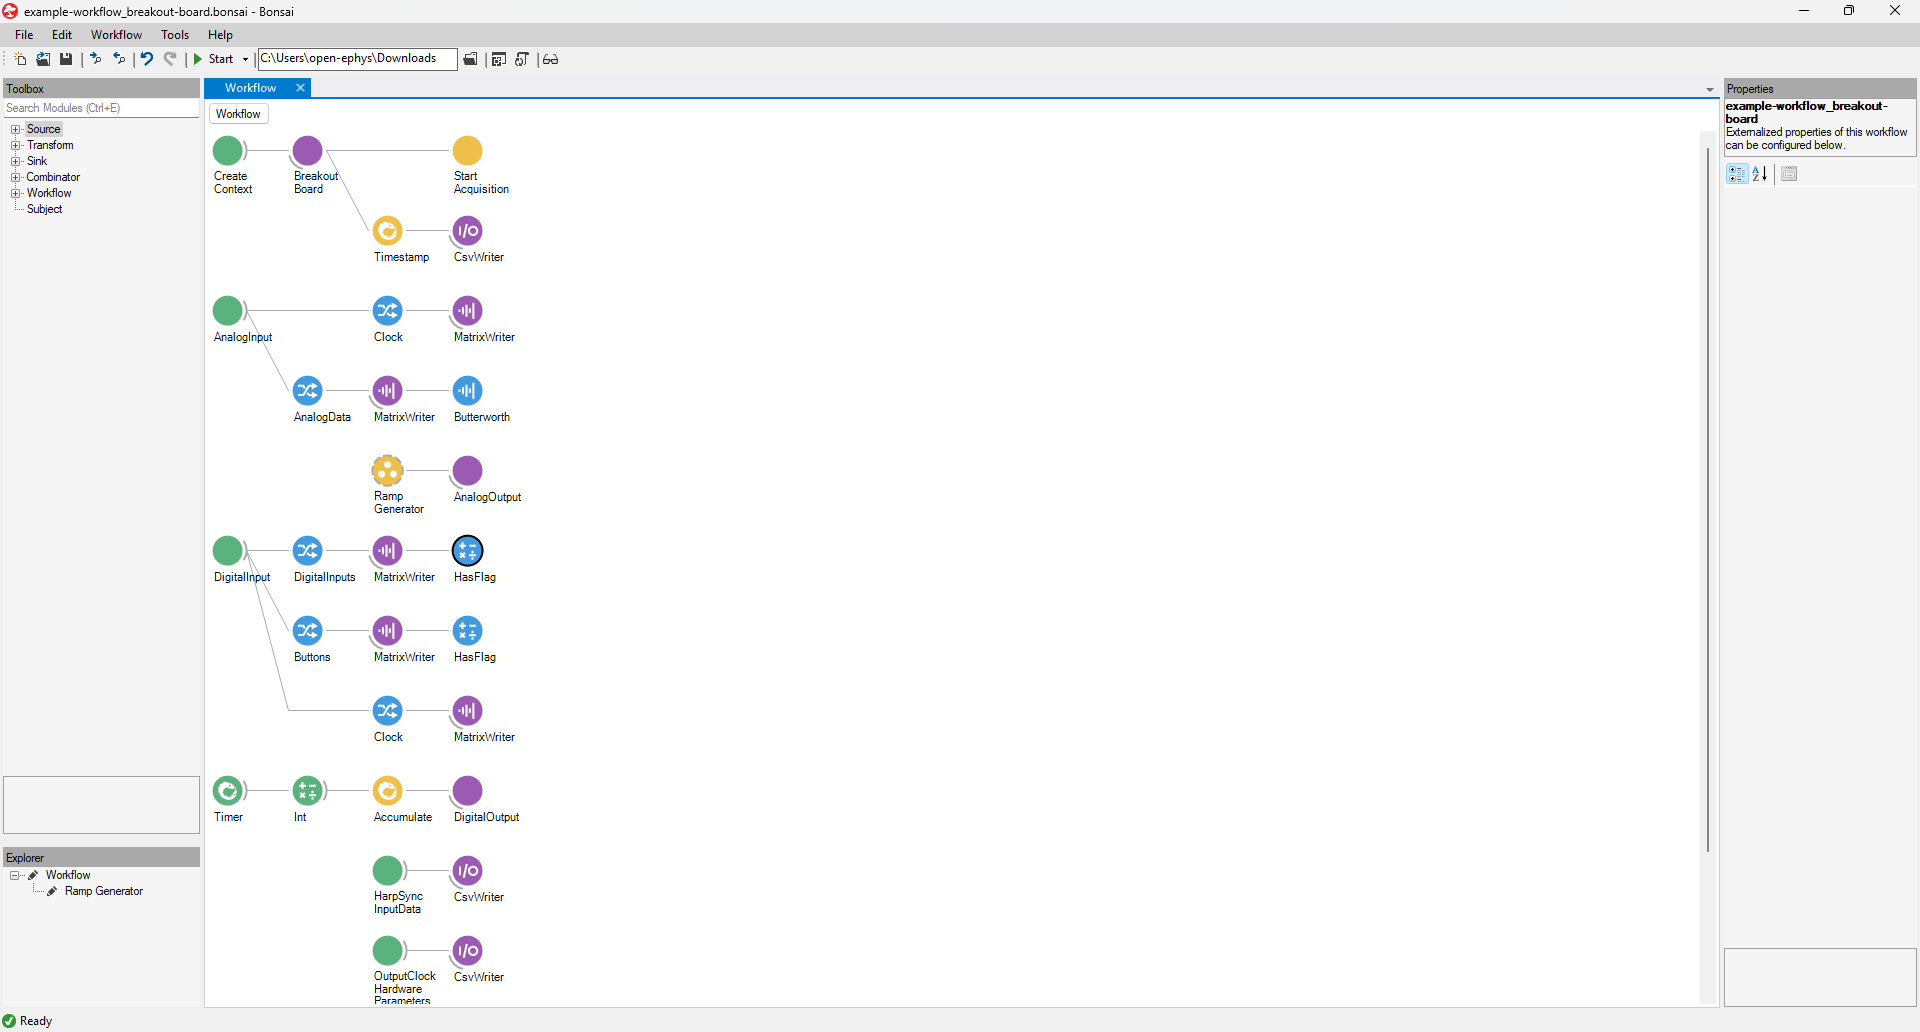 example-workflow_breakout-board.bonsai - Bonsai
File Edit Workflow Tools Help
Start C:\Users\open-ephys\Downloads
Toolbox
Search Modules (Ctrl+E)
Source
Transform
Sink
Combinator
Workflow
Subject
Explorer
Workflow
Ramp Generator
Ready
Workflow
Workflow
Create
Context
Breakout
Board
Start
Acquisition
Timestamp
CsvWriter
AnalogInput
Clock
MatrixWriter
AnalogData
MatrixWriter
Butterworth
Ramp
Generator
AnalogOutput
DigitalInput
DigitalInputs
MatrixWriter
HasFlag
Buttons
MatrixWriter
HasFlag
Clock
MatrixWriter
Timer
Int
Accumulate
DigitalOutput
HarpSync
InputData
CsvWriter
OutputClock
Hardware
Parameters
CsvWriter
Properties
example-workflow_breakout-
board
Externalized properties of this workflow
can be configured below.